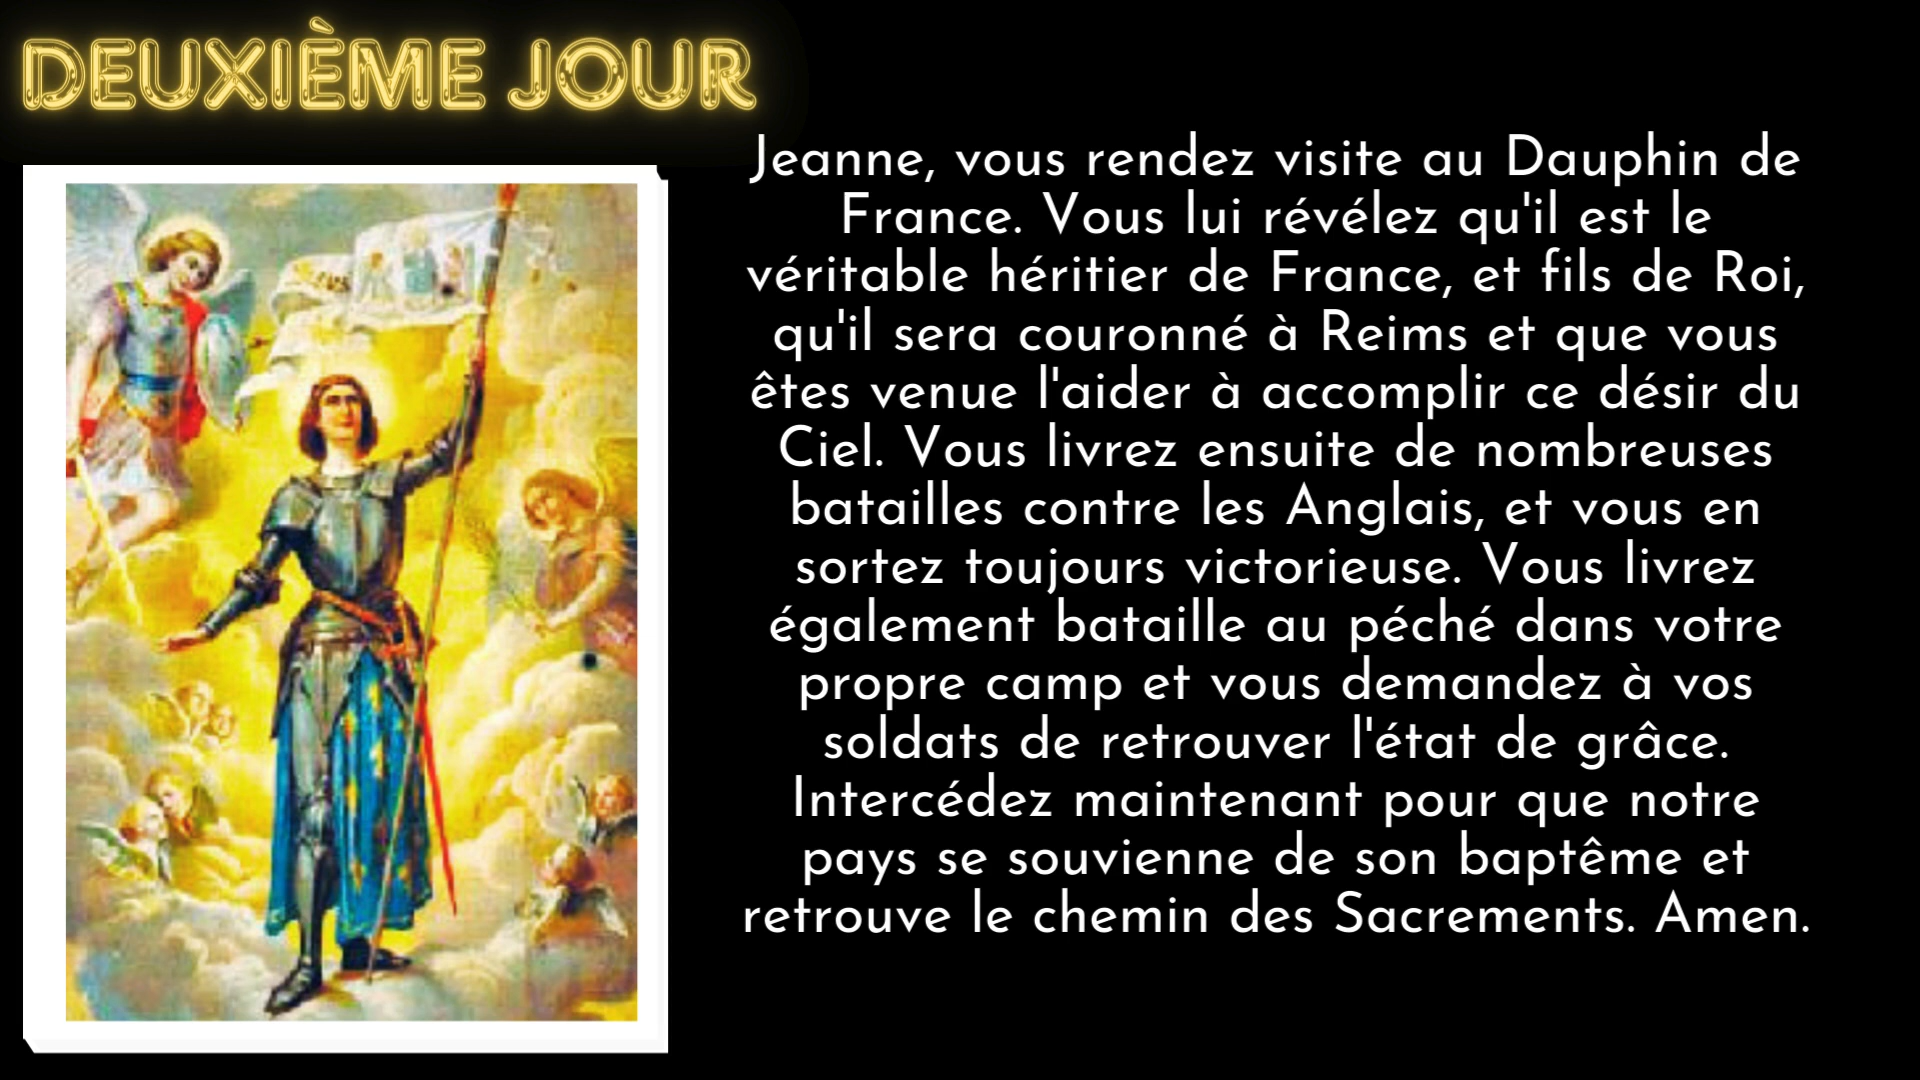 DEUXIÈME JOUR
Jeanne, vous rendez visite au Dauphin de
France. Vous lui révélez qu'il est le
véritable héritier de France, et fils de Roi,
qu'il sera couronné à Reims et que vous
êtes venue l'aider à accomplir ce désir du
Ciel. Vous livrez ensuite de nombreuses
batailles contre les Anglais, et vous en
sortez toujours victorieuse. Vous livrez
également bataille au péché dans votre
propre camp et vous demandez à vos
soldats de retrouver l'état de grâce.
Intercédez maintenant pour que notre
pays se souvienne de son baptême et
retrouve le chemin des Sacrements. Amen.